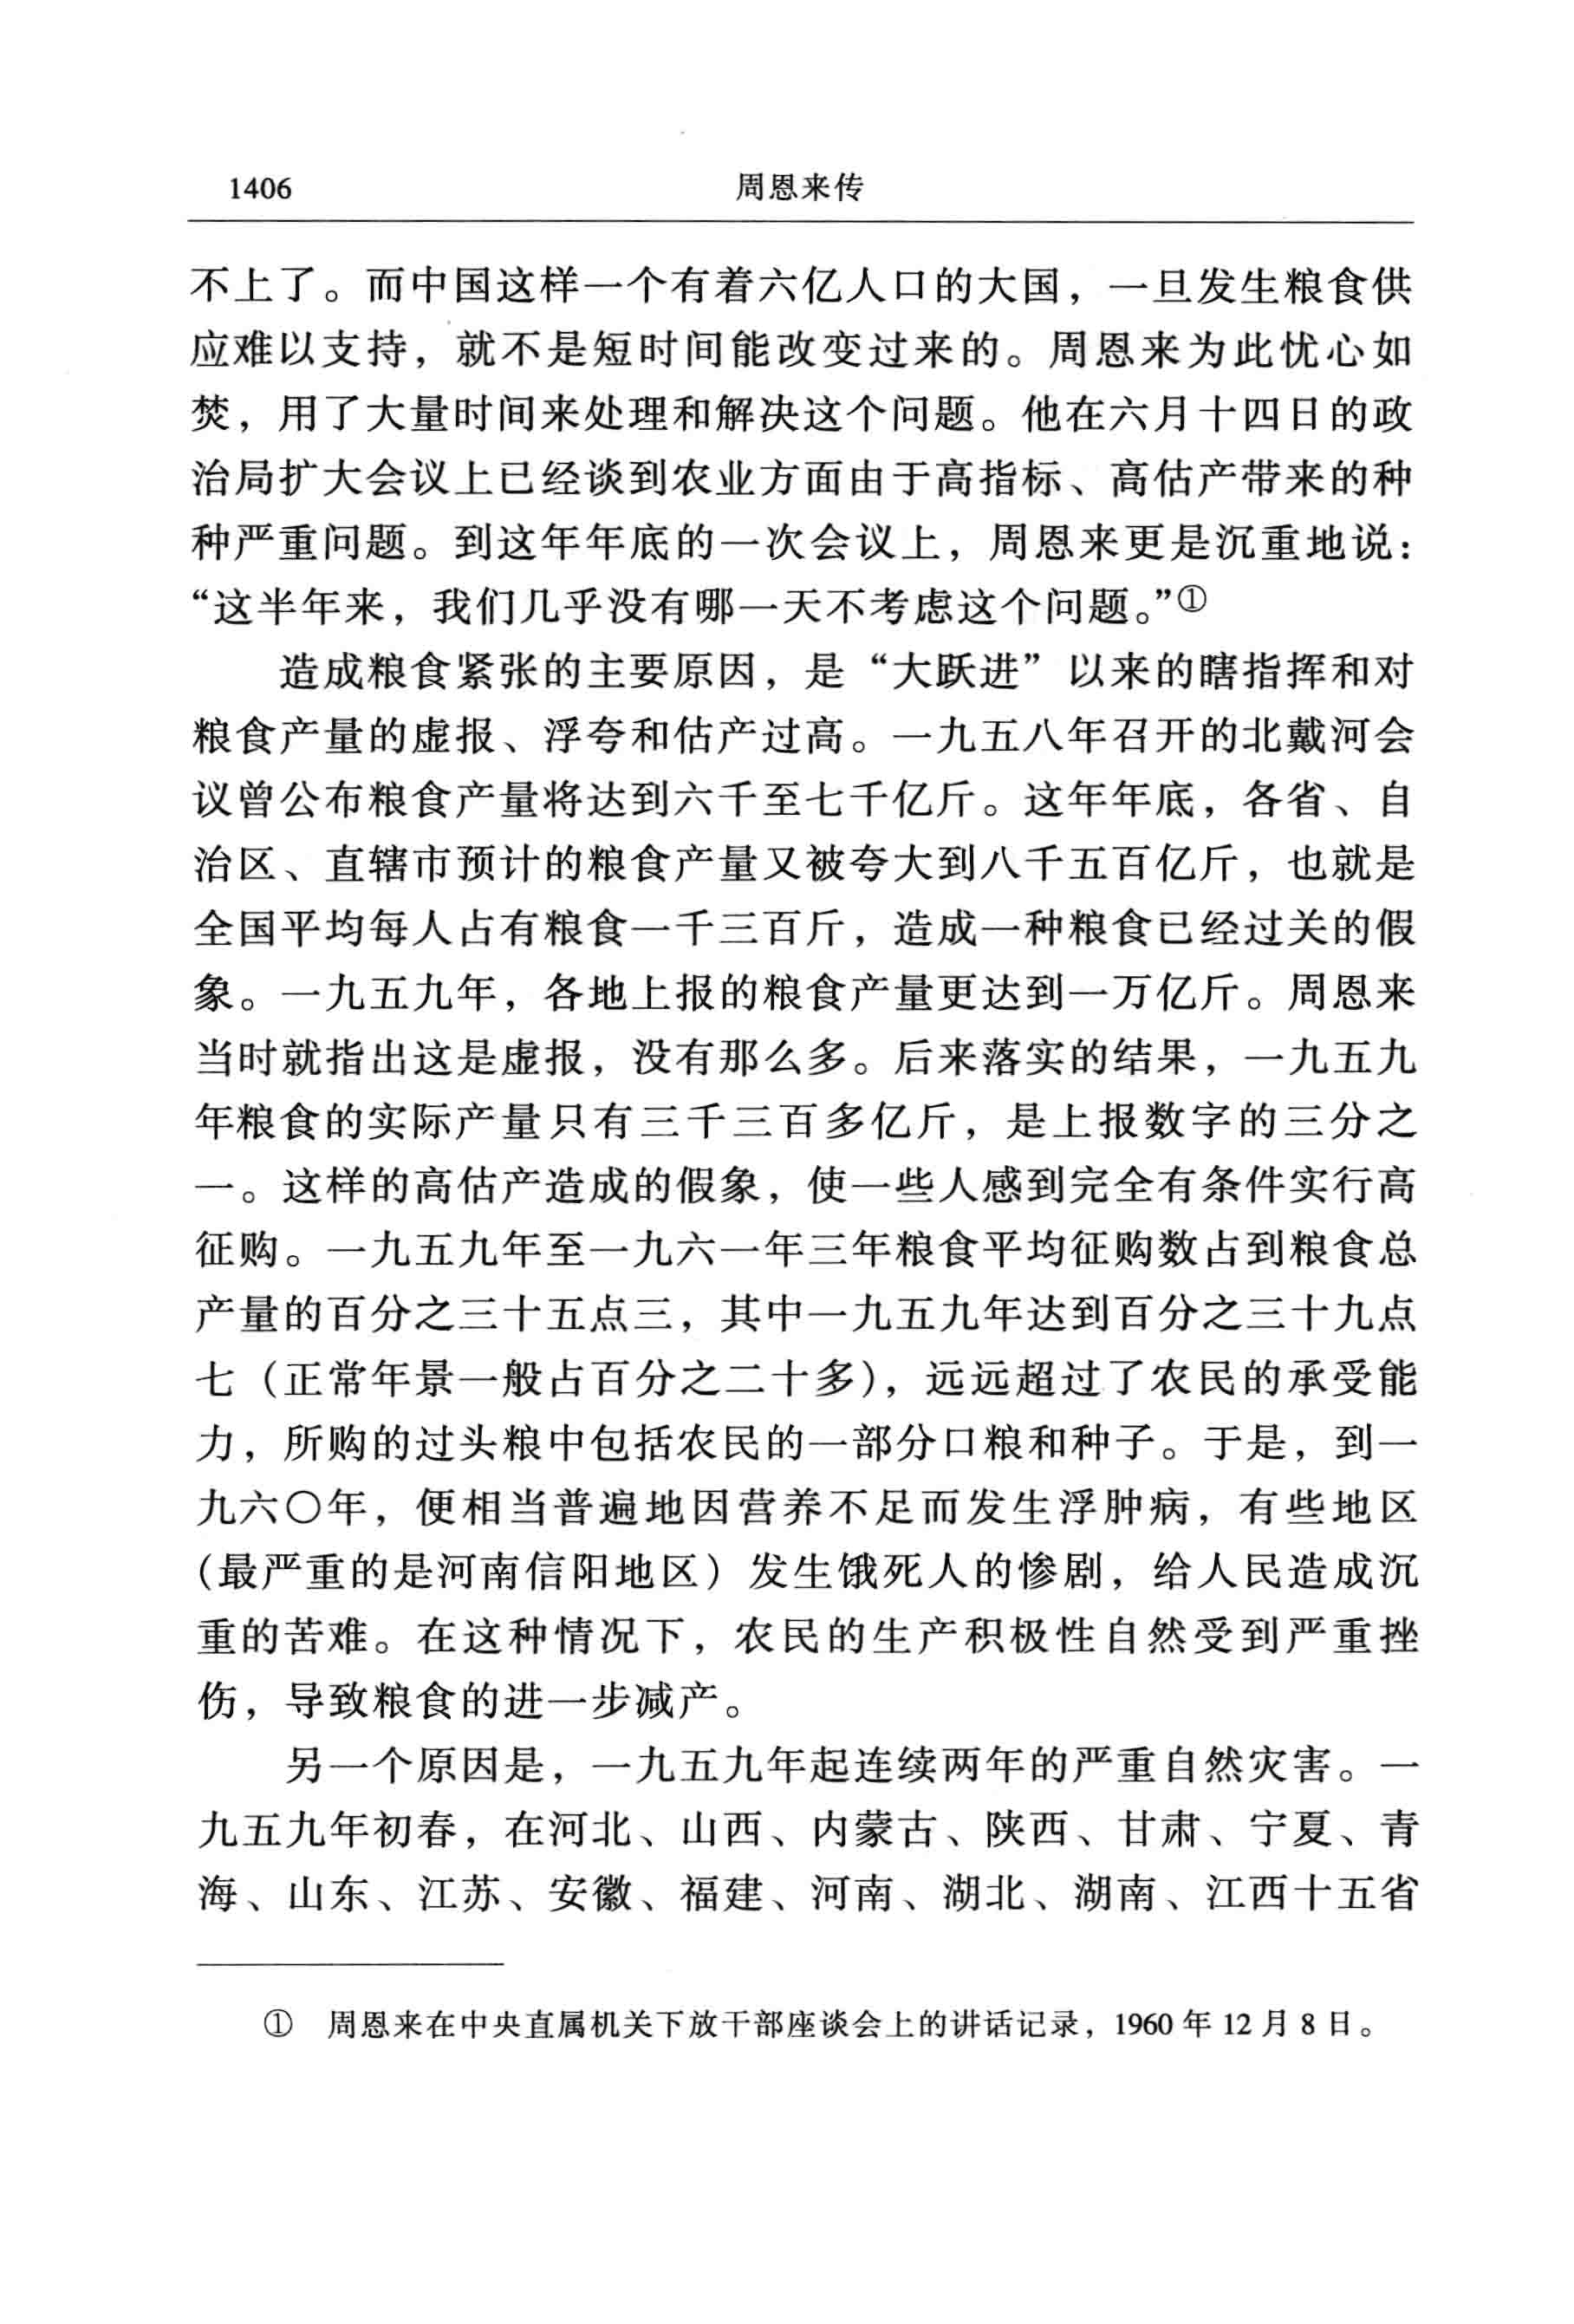 1406
周恩来传
不上了。而中国这样一个有着六亿人口的大国，一旦发生粮食供
应难以支持，就不是短时间能改变过来的。周恩来为此忧心如
焚，用了大量时间来处理和解决这个问题。他在六月十四日的政
治局扩大会议上已经谈到农业方面由于高指标、高估产带来的种
种严重问题。到这年年底的一次会议上，周恩来更是沉重地说：
“这半年来，我们几乎没有哪一天不考虑这个问题。”①
造成粮食紧张的主要原因，是“大跃进”以来的瞎指挥和对
粮食产量的虚报、浮夸和估产过高。一九五八年召开的北戴河会
议曾公布粮食产量将达到六千至七千亿斤。这年年底，各省、自
治区、直辖市预计的粮食产量又被夸大到八千五百亿斤，也就是
全国平均每人占有粮食一千三百斤，造成一种粮食已经过关的假
象。一九五九年，各地上报的粮食产量更达到一万亿斤。周恩来
当时就指出这是虚报，没有那么多。后来落实的结果，一九五九
年粮食的实际产量只有三千三百多亿斤，是上报数字的三分之
一。这样的高估产造成的假象，使一些人感到完全有条件实行高
征购。一九五九年至一九六一年三年粮食平均征购数占到粮食总
产量的百分之三十五点三，其中一九五九年达到百分之三十九点
七（正常年景一般占百分之二十多），远远超过了农民的承受能
力，所购的过头粮中包括农民的一部分口粮和种子。于是，到一
九六〇年，便相当普遍地因营养不足而发生浮肿病，有些地区
（最严重的是河南信阳地区）发生饿死人的惨剧，给人民造成沉
重的苦难。在这种情况下，农民的生产积极性自然受到严重挫
伤，导致粮食的进一步减产。
另一个原因是，一九五九年起连续两年的严重自然灾害。一
九五九年初春，在河北、山西、内蒙古、陕西、甘肃、宁夏、青
海、山东、江苏、安徽、福建、河南、湖北、湖南、江西十五省
① 周恩来在中央直属机关下放干部座谈会上的讲话记录，1960 年 12 月 8 日。